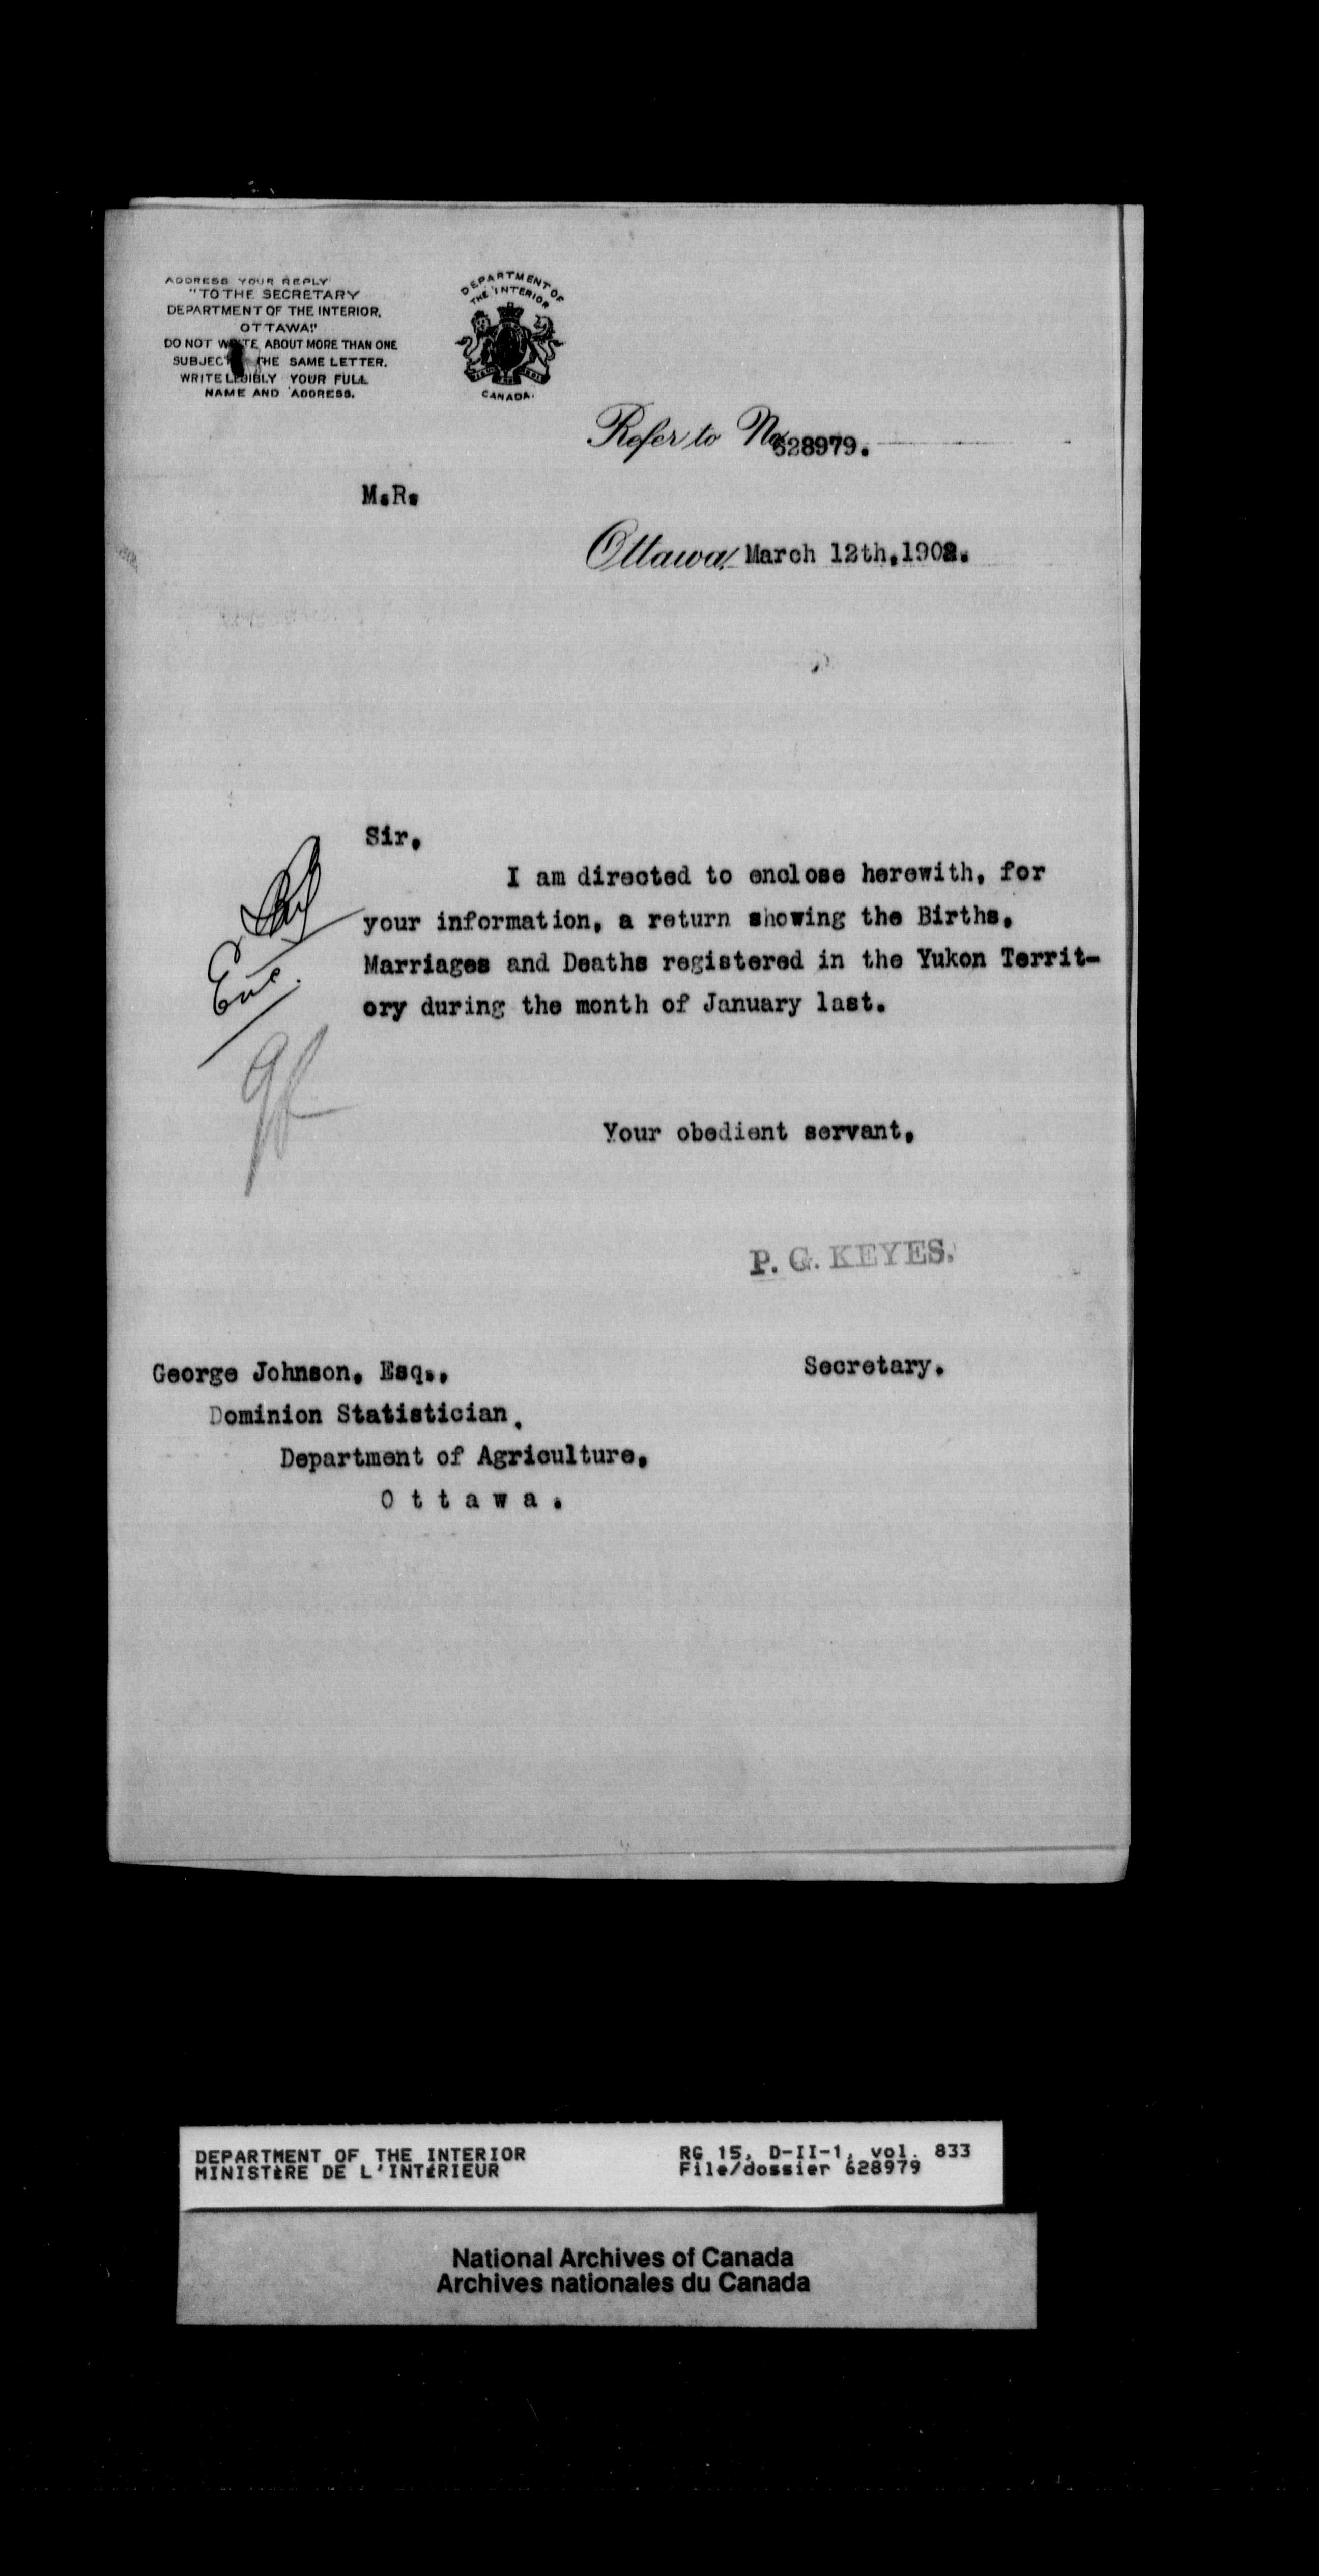 ADDRESS YOUR REPLY
"TO THE SECRETARY
DEPARTMENT OF THE INTERIOR,
OTTAWA."
DO NOT WRITE ABOUT MORE THAN ONE
SUBJECT THE SAME LETTER.
WRITE LEGIBLY YOUR FULL
NAME AND ADDRESS.
DEPARTMENT OF
THE INTERIOR
CANADA.
Refer to No 628979.
M.R.
Ottawa, March 12th, 1902.
Sir,
I am directed to enclose herewith, for
your information, a return showing the Births,
Marriages and Deaths registered in the Yukon Territ-
ory during the month of January last.
Enc.
Your obedient servant,
P. G. KEYES.
Secretary.
George Johnson, Esq.,
Dominion Statistician,
Department of Agriculture,
O t t a w a .
DEPARTMENT OF THE INTERIOR
MINISTÈRE DE L'INTÉRIEUR
RG 15, D-II-1, vol. 833
File/dossier 628979
National Archives of Canada
Archives nationales du Canada